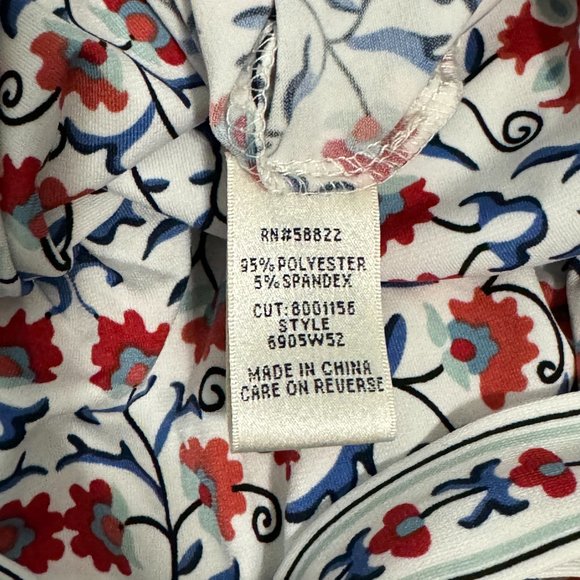 RN#58822
95% POLYESTER
5% SPANDEX
CUT:8001156
STYLE
6905W52
MADE IN CHINA
CARE ON REVERSE